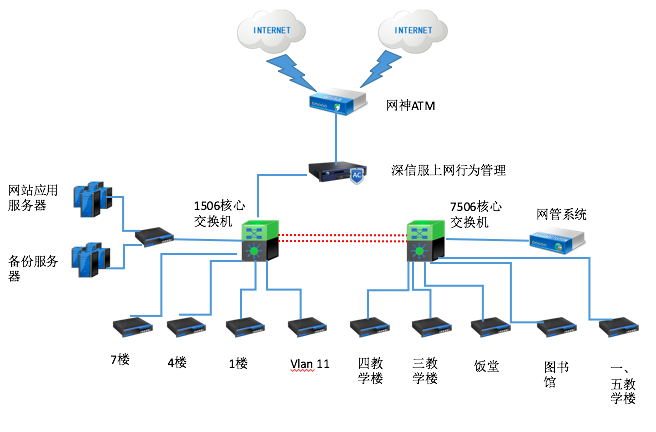 INTERNET
INTERNET
网神ATM
深信服上网行为管理
AC
网站应用
服务器
1506核心
交换机
7506核心
交换机
网管系统
备份服务
器
7楼
4楼
1楼
Vlan 11
四教
学楼
三教
学楼
饭堂
图书
馆
一、
五教
学楼